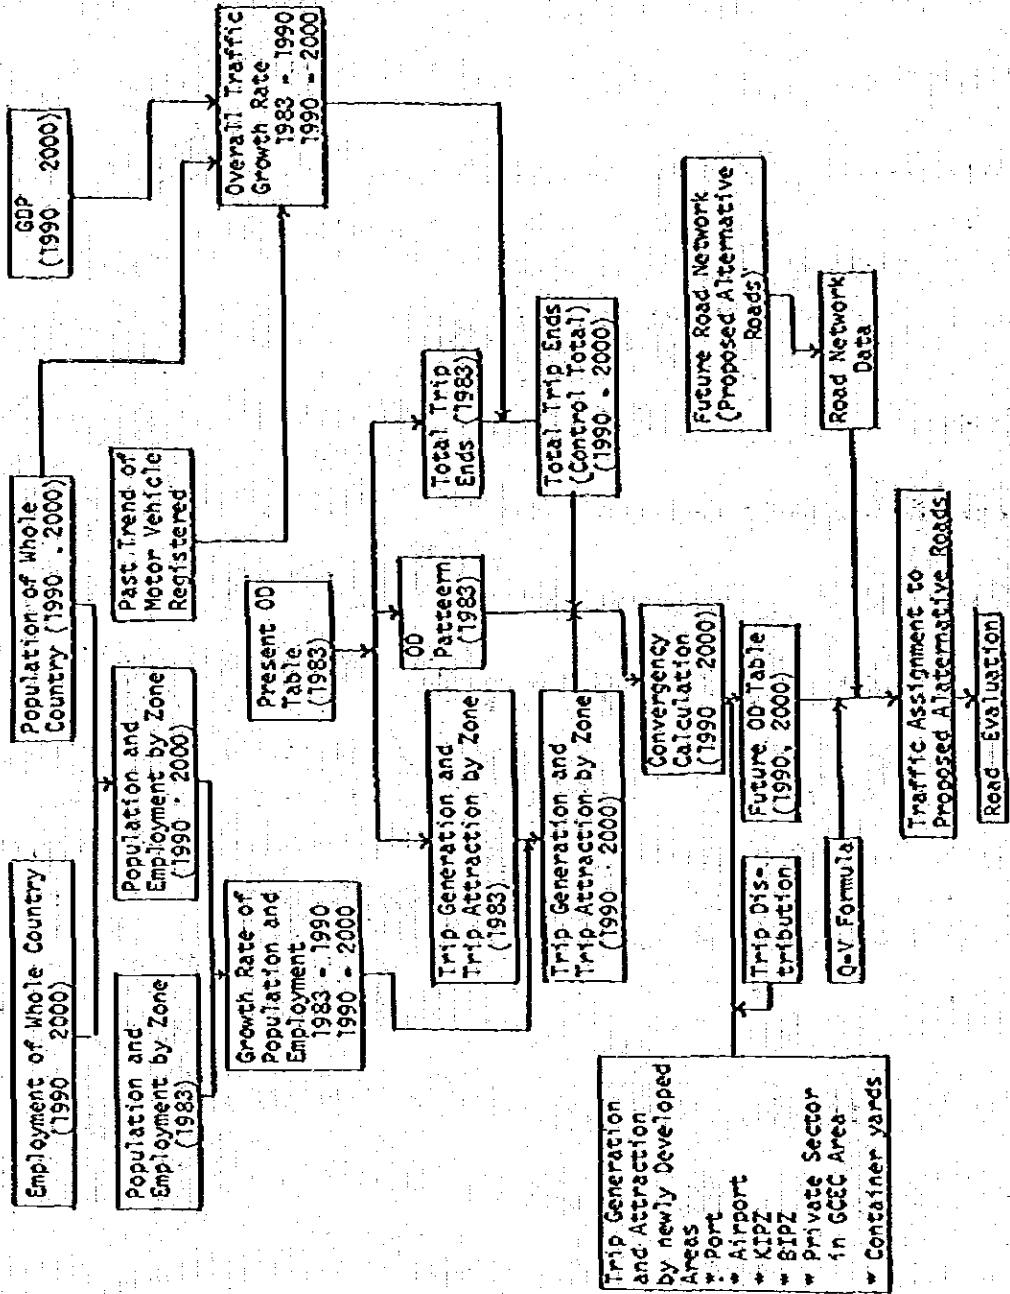 Employment of Whole Country
(1990 2000)
Population of Whole
Country (1990 - 2000)
GDP
(1990 2000)
Population and
Employment by Zone
(1983)
Population and
Employment by Zone
(1990 - 2000)
Past Trend of
Motor Vehicle
Registered
Overall Traffic
Growth Rate
1983 - 1990
1990 - 2000
Growth Rate of
Population and
Employment
1983 - 1990
1990 - 2000
Present OD
Table
(1983)
Trip Generation and
Trip Attraction by Zone
(1983)
OD
Patteern
(1983)
Total Trip
Ends (1983)
Trip Generation and
Trip Attraction by Zone
(1990 - 2000)
Total Trip Ends
(Control Total)
(1990 - 2000)
Convergency
Calculation
(1990 2000)
Future Road Network
(Proposed Alternative
Roads)
Trip Generation
and Attraction
by newly Developed
Areas
* Port
* Airport
* KIPZ
* BIPZ
* Private Sector
in GCEC Area
* Container yards
Trip Dis-
tribution
Future OD Table
(1990, 2000)
Road Network
Data
Q-V Formula
Traffic Assignment to
Proposed Alaternative Roads
Road Evaluation